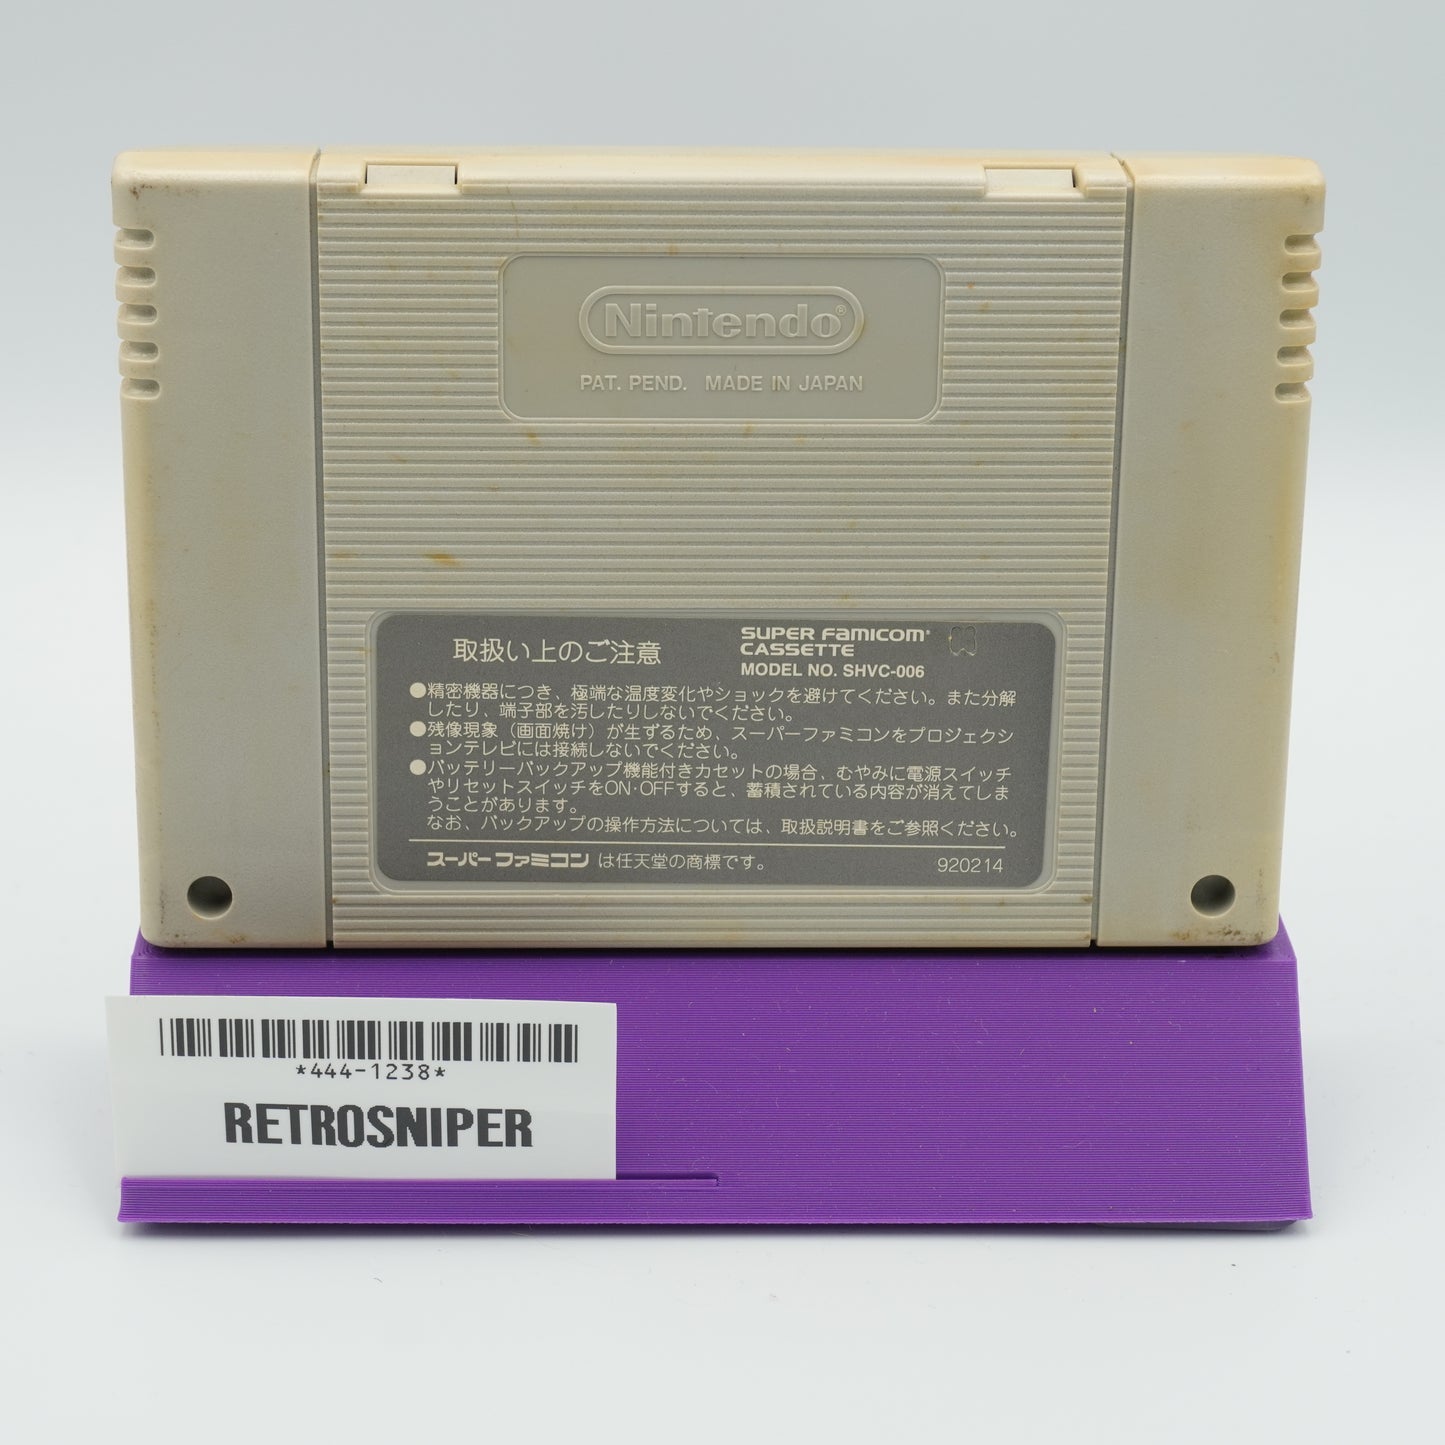 Nintendo®
PAT. PEND. MADE IN JAPAN
取扱い上のご注意
SUPER FAMICOM®
CASSETTE
MODEL NO. SHVC-006
●精密機器につき、極端な温度変化やショックを避けてください。また分解
したり、端子部を汚したりしないでください。
●残像現象（画面焼け）が生ずるため、スーパーファミコンをプロジェクシ
ョンテレビには接続しないでください。
●バッテリーバックアップ機能付きカセットの場合、むやみに電源スイッチ
やリセットスイッチをON・OFFすると、蓄積されている内容が消えてしま
うことがあります。
なお、バックアップの操作方法については、取扱説明書をご参照ください。
スーパーファミコン は任天堂の商標です。
920214
*444-1238*
RETROSNIPER